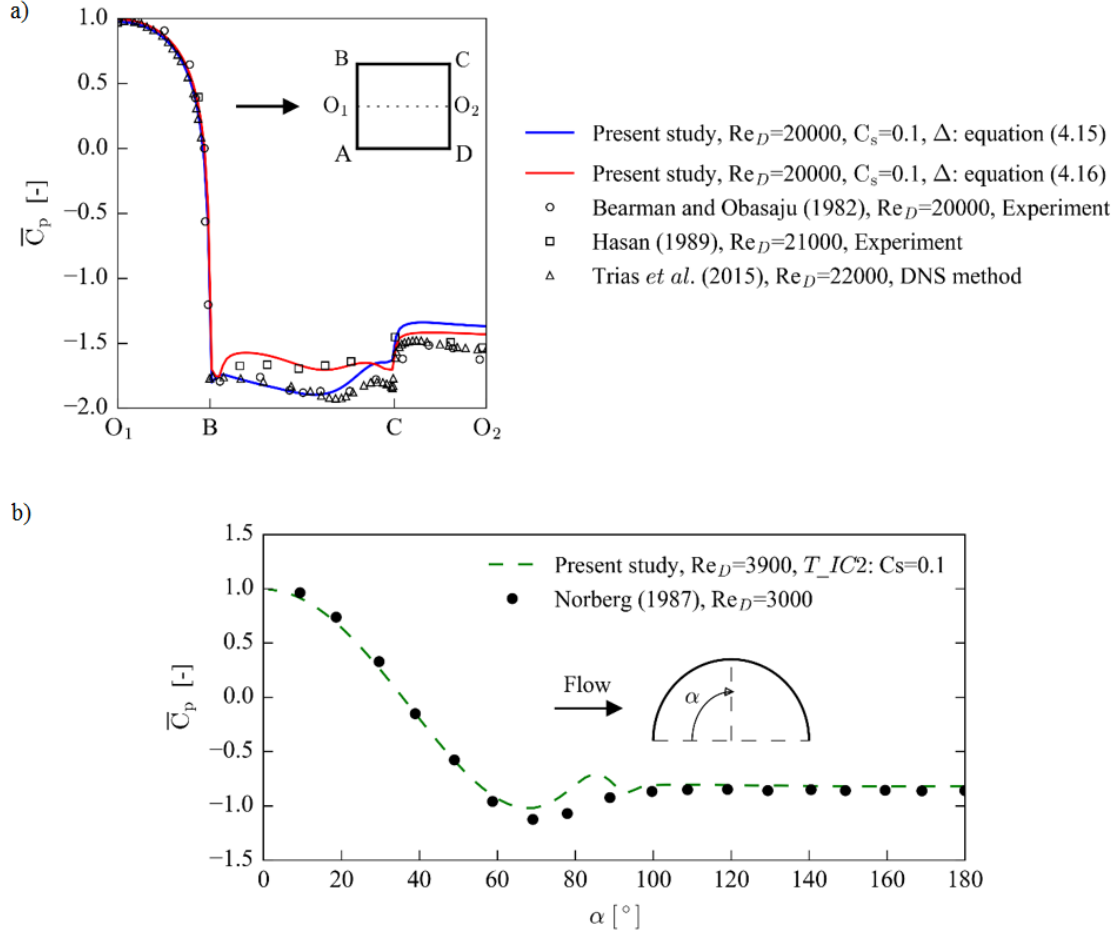 a)
1.0
0.5
0.0
−0.5
−1.0
−1.5
−2.0
C̅p [-]
B C
O1 O2
A D
O1 B C O2
Present study, ReD=20000, Cs=0.1, Δ: equation (4.15)
Present study, ReD=20000, Cs=0.1, Δ: equation (4.16)
Bearman and Obasaju (1982), ReD=20000, Experiment
Hasan (1989), ReD=21000, Experiment
Trias et al. (2015), ReD=22000, DNS method
b)
1.5
1.0
0.5
0.0
−0.5
−1.0
−1.5
C̅p [-]
Present study, ReD=3900, T_IC2: Cs=0.1
Norberg (1987), ReD=3000
Flow
α
0 20 40 60 80 100 120 140 160 180
α [°]